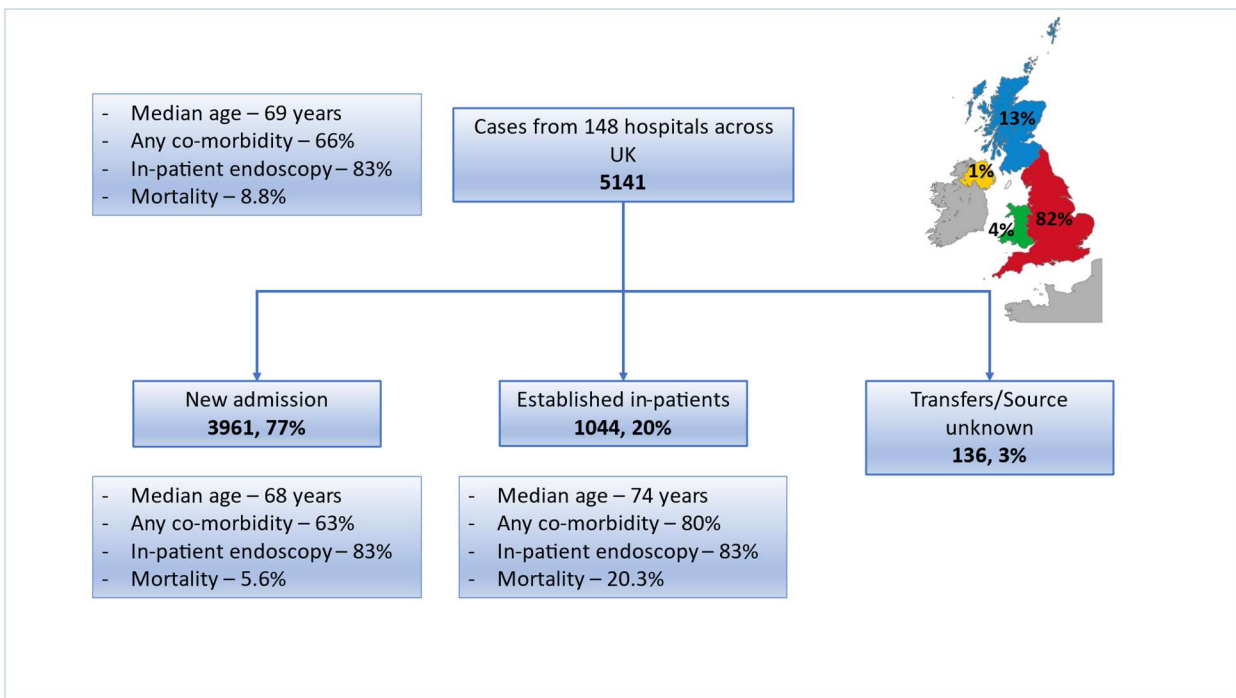 - Median age – 69 years
- Any co-morbidity – 66%
- In-patient endoscopy – 83%
- Mortality – 8.8%
Cases from 148 hospitals across
UK
5141
13%
1%
4%
82%
New admission
3961, 77%
Established in-patients
1044, 20%
Transfers/Source
unknown
136, 3%
- Median age – 68 years
- Any co-morbidity – 63%
- In-patient endoscopy – 83%
- Mortality – 5.6%
- Median age – 74 years
- Any co-morbidity – 80%
- In-patient endoscopy – 83%
- Mortality – 20.3%